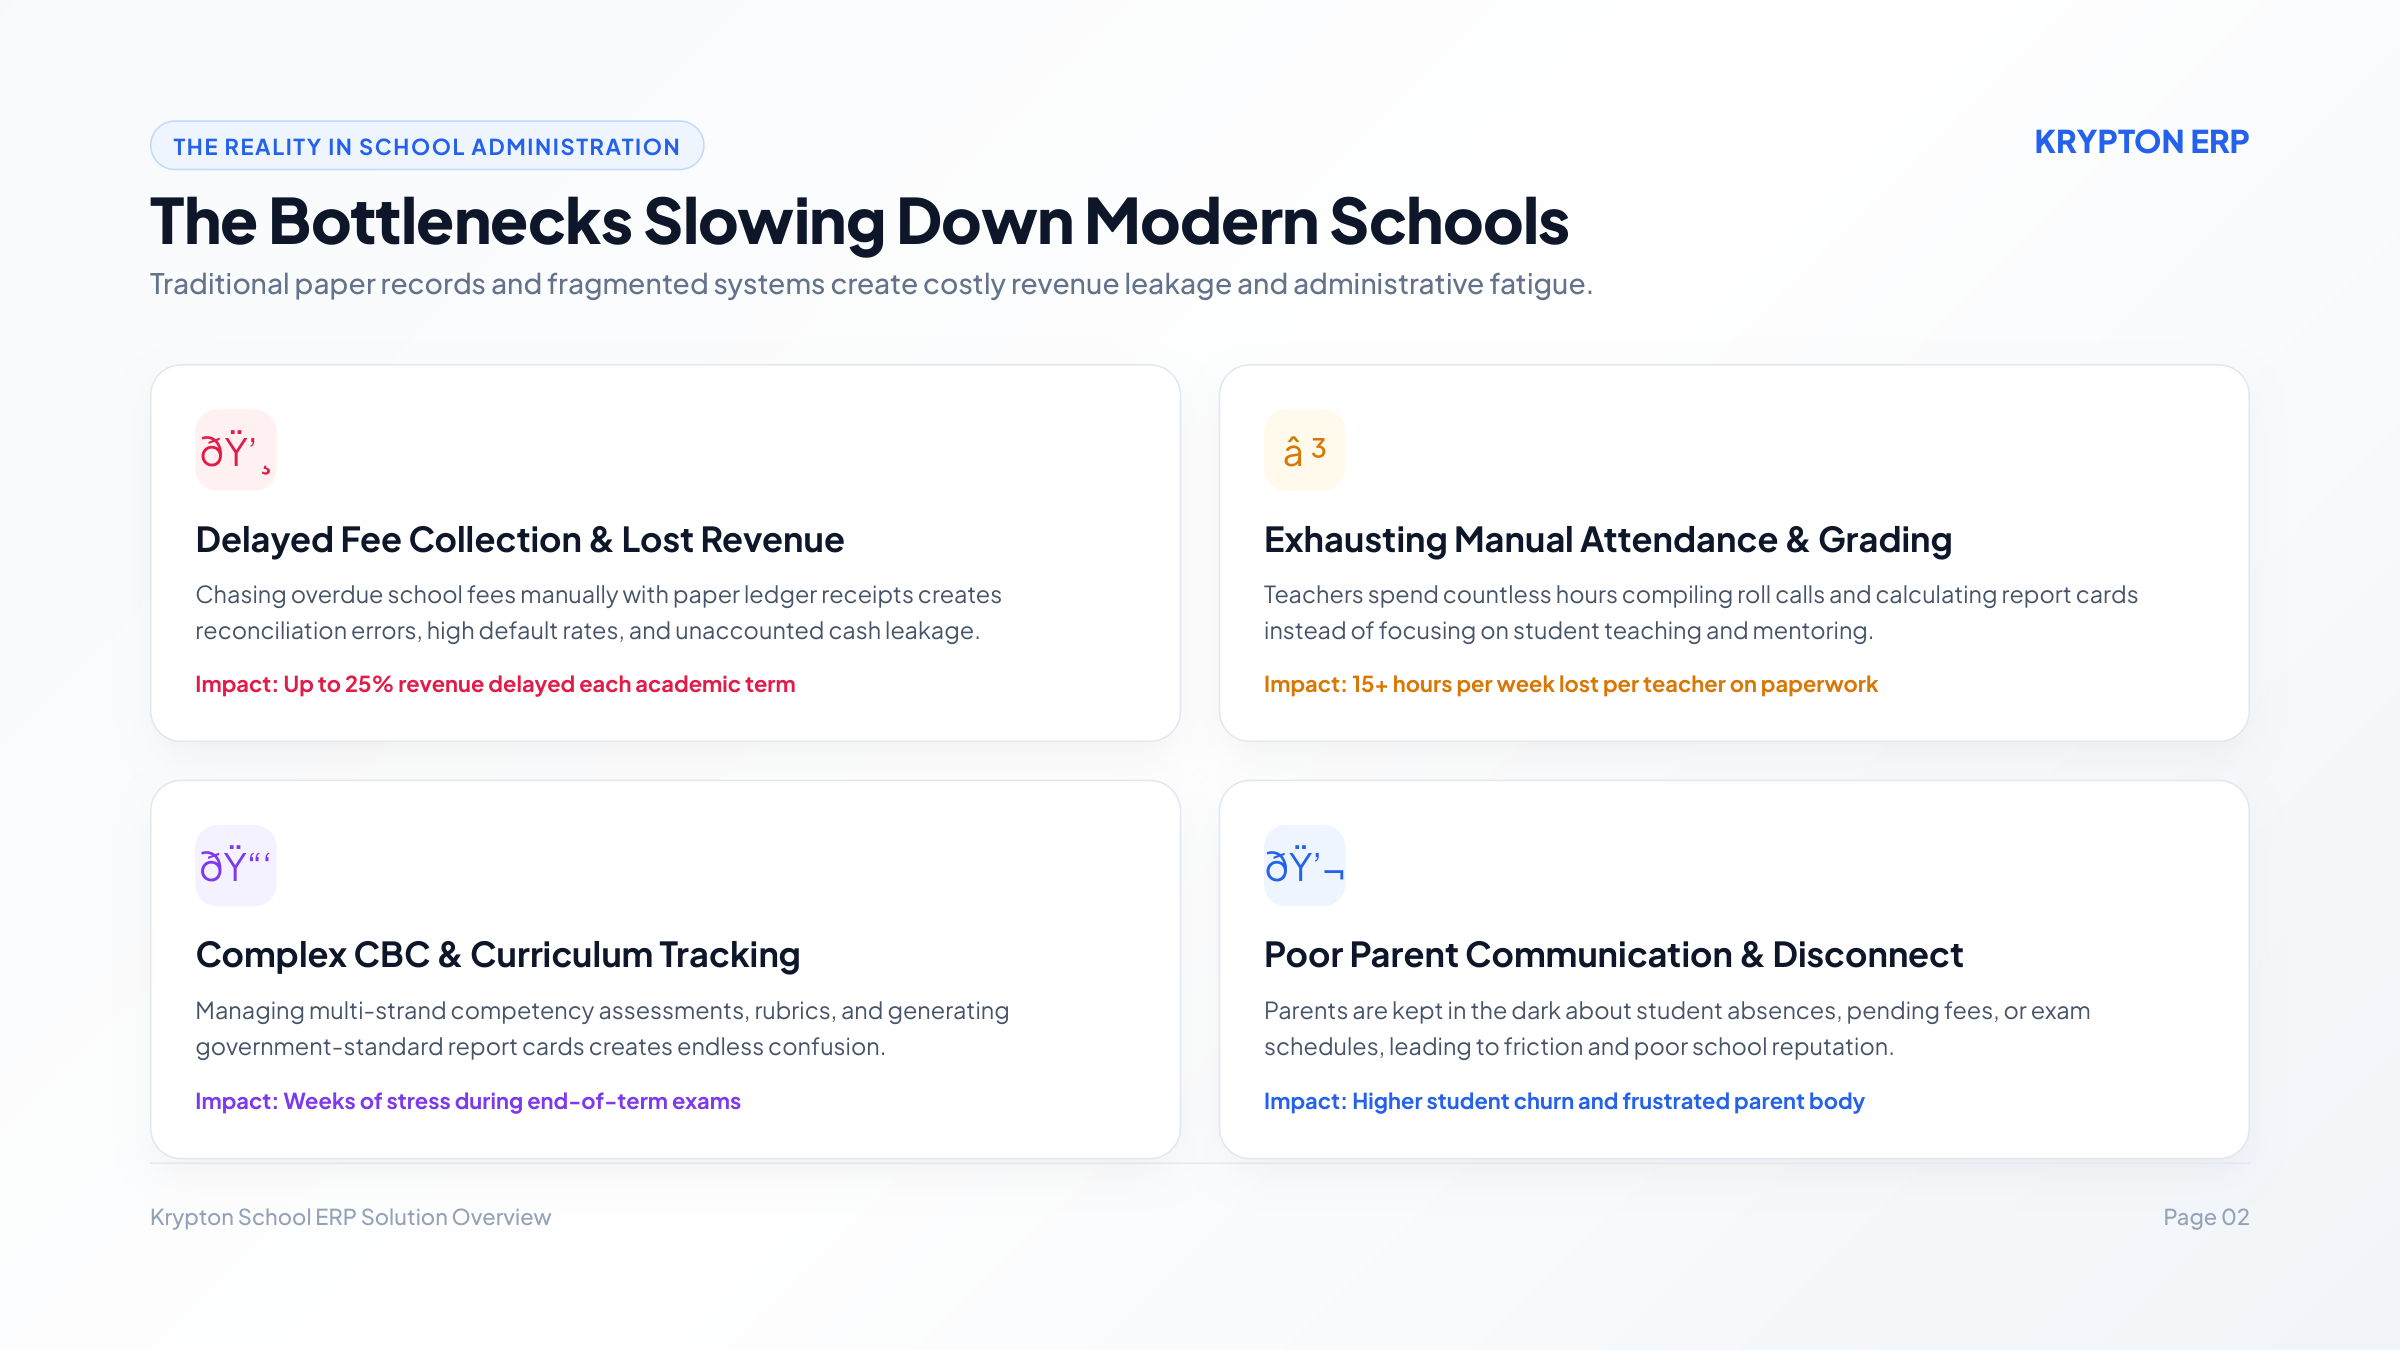 THE REALITY IN SCHOOL ADMINISTRATION
KRYPTON ERP
The Bottlenecks Slowing Down Modern Schools
Traditional paper records and fragmented systems create costly revenue leakage and administrative fatigue.
ðŸ’¸
Delayed Fee Collection & Lost Revenue
Chasing overdue school fees manually with paper ledger receipts creates
reconciliation errors, high default rates, and unaccounted cash leakage.
Impact: Up to 25% revenue delayed each academic term
â³
Exhausting Manual Attendance & Grading
Teachers spend countless hours compiling roll calls and calculating report cards
instead of focusing on student teaching and mentoring.
Impact: 15+ hours per week lost per teacher on paperwork
ðŸ“‘
Complex CBC & Curriculum Tracking
Managing multi-strand competency assessments, rubrics, and generating
government-standard report cards creates endless confusion.
Impact: Weeks of stress during end-of-term exams
ðŸ’¬
Poor Parent Communication & Disconnect
Parents are kept in the dark about student absences, pending fees, or exam
schedules, leading to friction and poor school reputation.
Impact: Higher student churn and frustrated parent body
Krypton School ERP Solution Overview
Page 02